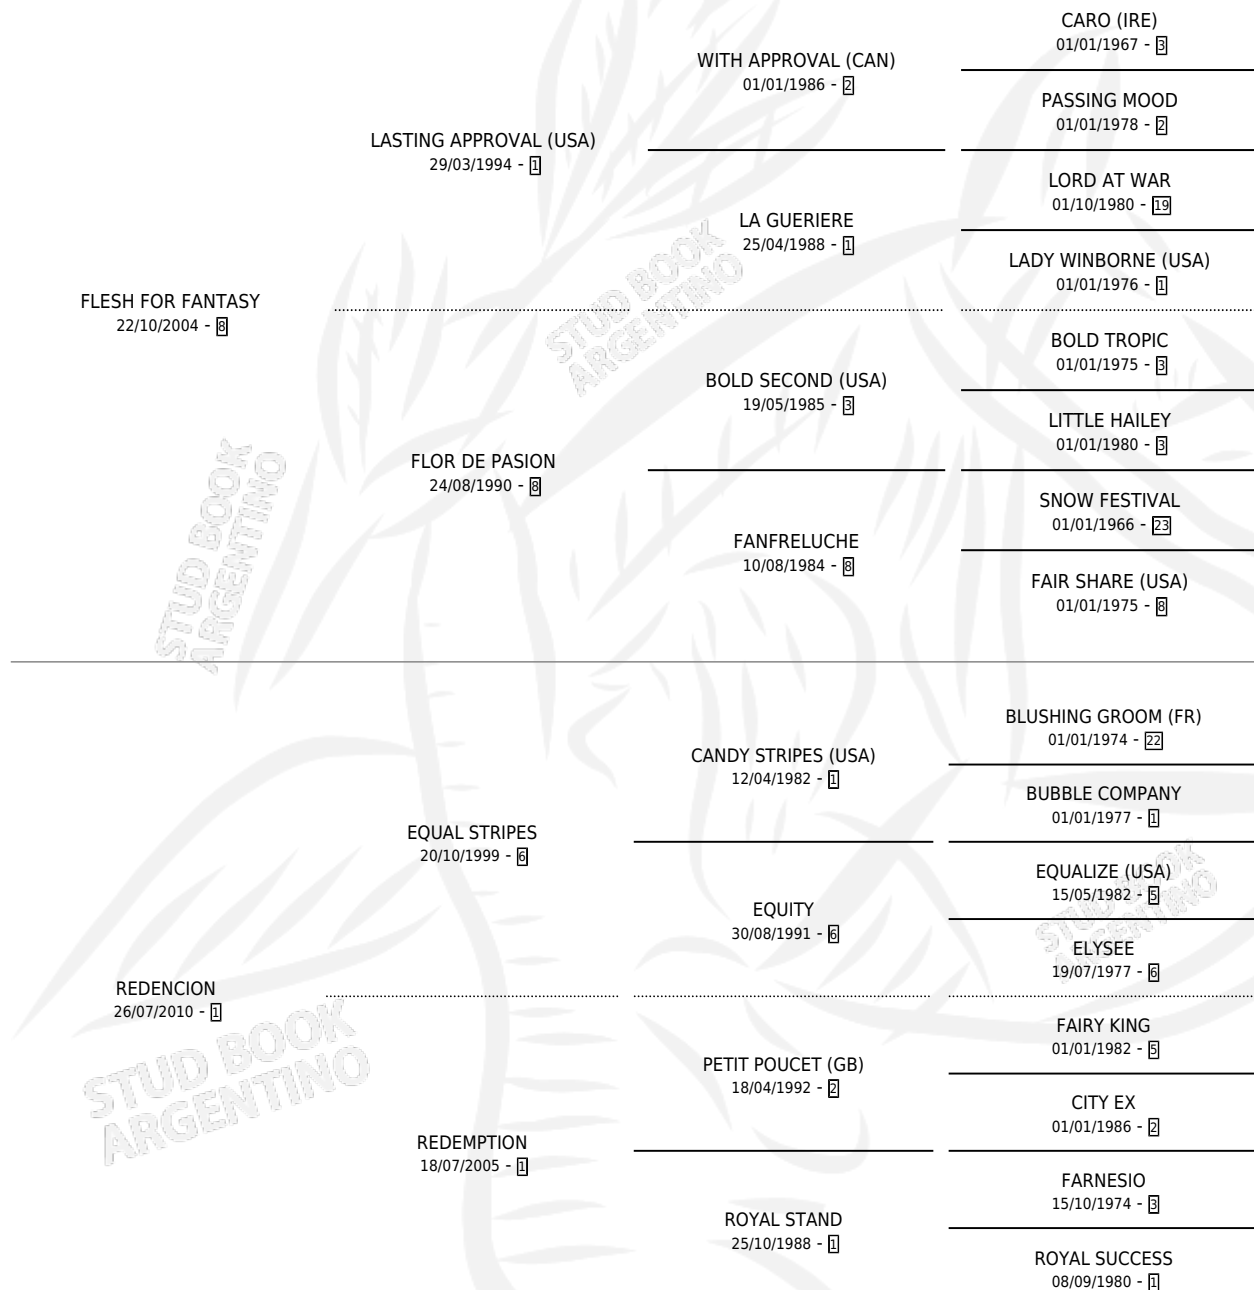 CARO (IRE)
01/01/1967 - 3
WITH APPROVAL (CAN)
01/01/1986 - 2
PASSING MOOD
01/01/1978 - 2
LASTING APPROVAL (USA)
29/03/1994 - 1
LORD AT WAR
01/10/1980 - 19
LA GUERIERE
25/04/1988 - 1
LADY WINBORNE (USA)
01/01/1976 - 1
FLESH FOR FANTASY
22/10/2004 - 8
BOLD TROPIC
01/01/1975 - 3
BOLD SECOND (USA)
19/05/1985 - 3
LITTLE HAILEY
01/01/1980 - 3
FLOR DE PASION
24/08/1990 - 8
SNOW FESTIVAL
01/01/1966 - 23
FANFRELUCHE
10/08/1984 - 8
FAIR SHARE (USA)
01/01/1975 - 8
STUD BOOK
ARGENTINO
STUD BOOK
ARGENTINO
BLUSHING GROOM (FR)
01/01/1974 - 22
CANDY STRIPES (USA)
12/04/1982 - 1
BUBBLE COMPANY
01/01/1977 - 1
EQUAL STRIPES
20/10/1999 - 6
EQUALIZE (USA)
15/05/1982 - 5
EQUITY
30/08/1991 - 6
ELYSEE
19/07/1977 - 6
REDENCION
26/07/2010 - 1
FAIRY KING
01/01/1982 - 5
PETIT POUCET (GB)
18/04/1992 - 2
CITY EX
01/01/1986 - 2
REDEMPTION
18/07/2005 - 1
FARNESIO
15/10/1974 - 3
ROYAL STAND
25/10/1988 - 1
ROYAL SUCCESS
08/09/1980 - 1
STUD BOOK
ARGENTINO
STUD BOOK
ARGENTINO